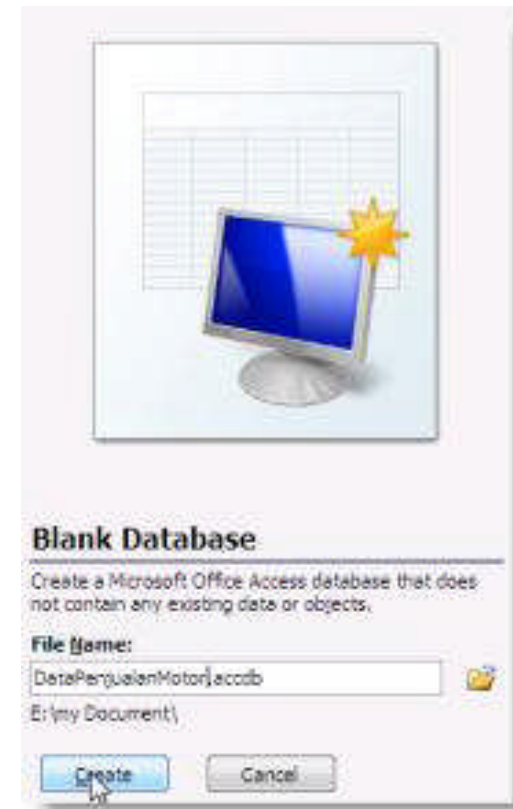 Blank Database
Create a Microsoft Office Access database that does
not contain any existing data or objects.
File Name:
DataPenjualanMotor.accdb
E:\my Document\
Create
Cancel